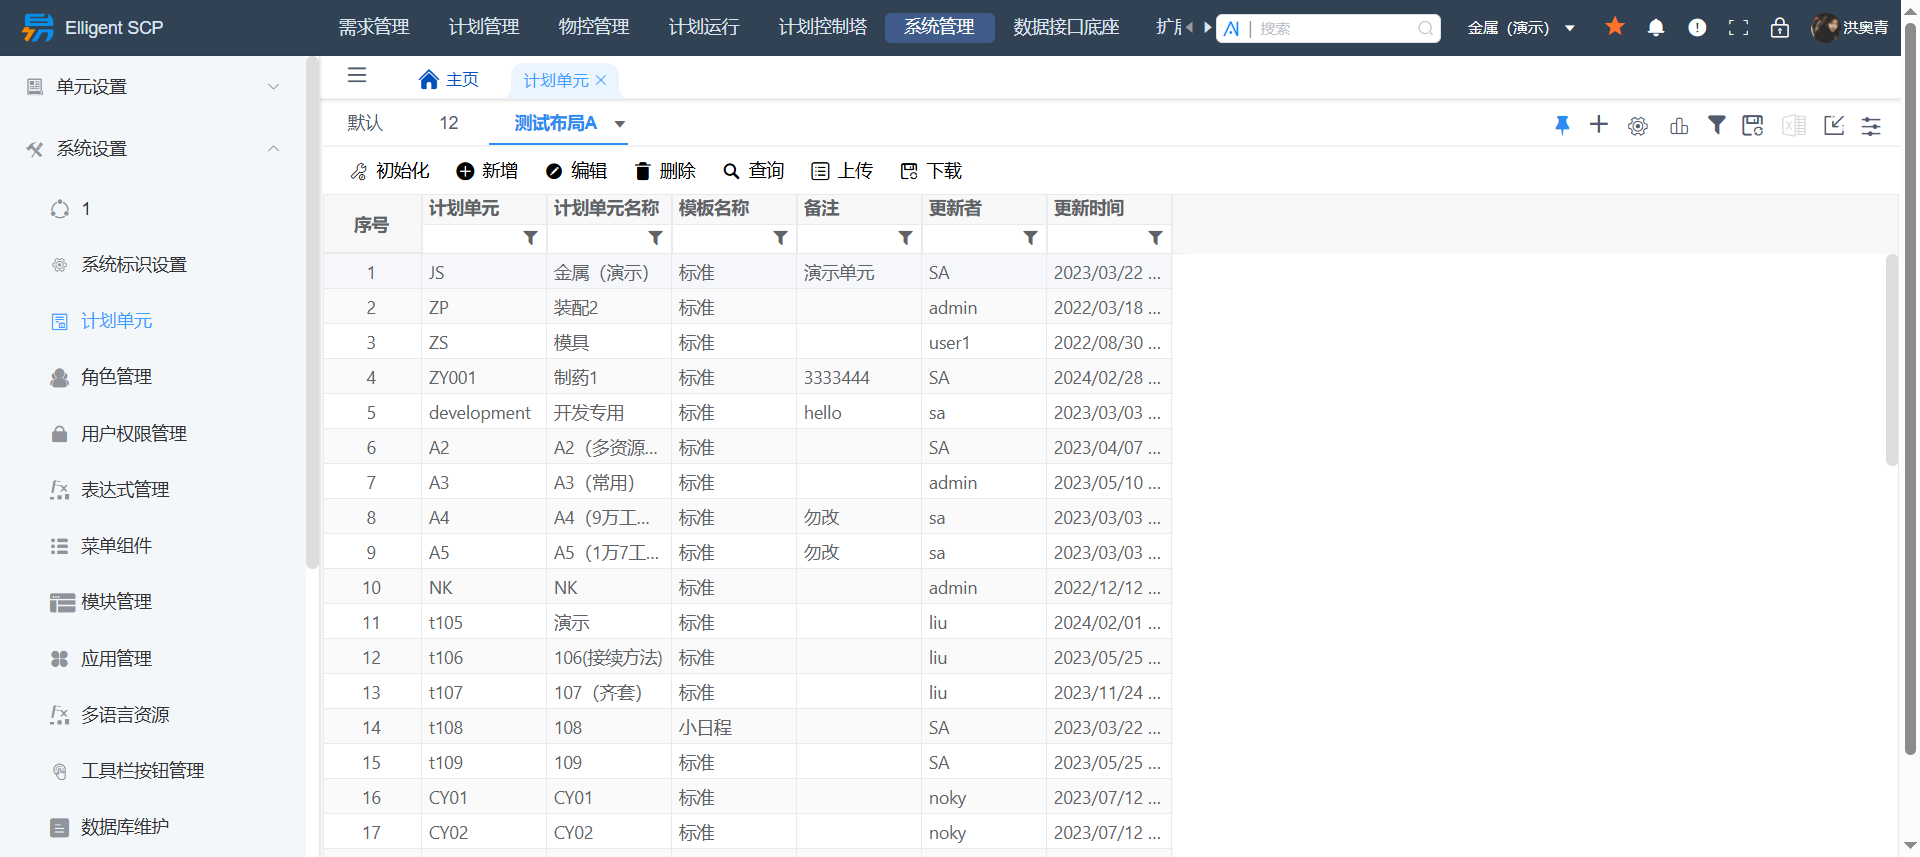 Elligent SCP
需求管理
计划管理
物控管理
计划运行
计划控制塔
系统管理
数据接口底座
AI | 搜索
金属（演示）
洪奥青
单元设置
系统设置
1
系统标识设置
计划单元
角色管理
用户权限管理
表达式管理
菜单组件
模块管理
应用管理
多语言资源
工具栏按钮管理
数据库维护
主页
计划单元
默认
12
测试布局A
初始化
新增
编辑
删除
查询
上传
下载
序号 计划单元 计划单元名称 模板名称 备注 更新者 更新时间
1 JS 金属（演示） 标准 演示单元 SA 2023/03/22 ...
2 ZP 装配2 标准 admin 2022/03/18 ...
3 ZS 模具 标准 user1 2022/08/30 ...
4 ZY001 制药1 标准 3333444 SA 2024/02/28 ...
5 development 开发专用 标准 hello sa 2023/03/03 ...
6 A2 A2（多资源... 标准 SA 2023/04/07 ...
7 A3 A3（常用） 标准 admin 2023/05/10 ...
8 A4 A4（9万工... 标准 勿改 sa 2023/03/03 ...
9 A5 A5（1万7工... 标准 勿改 sa 2023/03/03 ...
10 NK NK 标准 admin 2022/12/12 ...
11 t105 演示 标准 liu 2024/02/01 ...
12 t106 106(接续方法) 标准 liu 2023/05/25 ...
13 t107 107（齐套） 标准 liu 2023/11/24 ...
14 t108 108 小日程 SA 2023/03/22 ...
15 t109 109 标准 SA 2023/05/25 ...
16 CY01 CY01 标准 noky 2023/07/12 ...
17 CY02 CY02 标准 noky 2023/07/12 ...